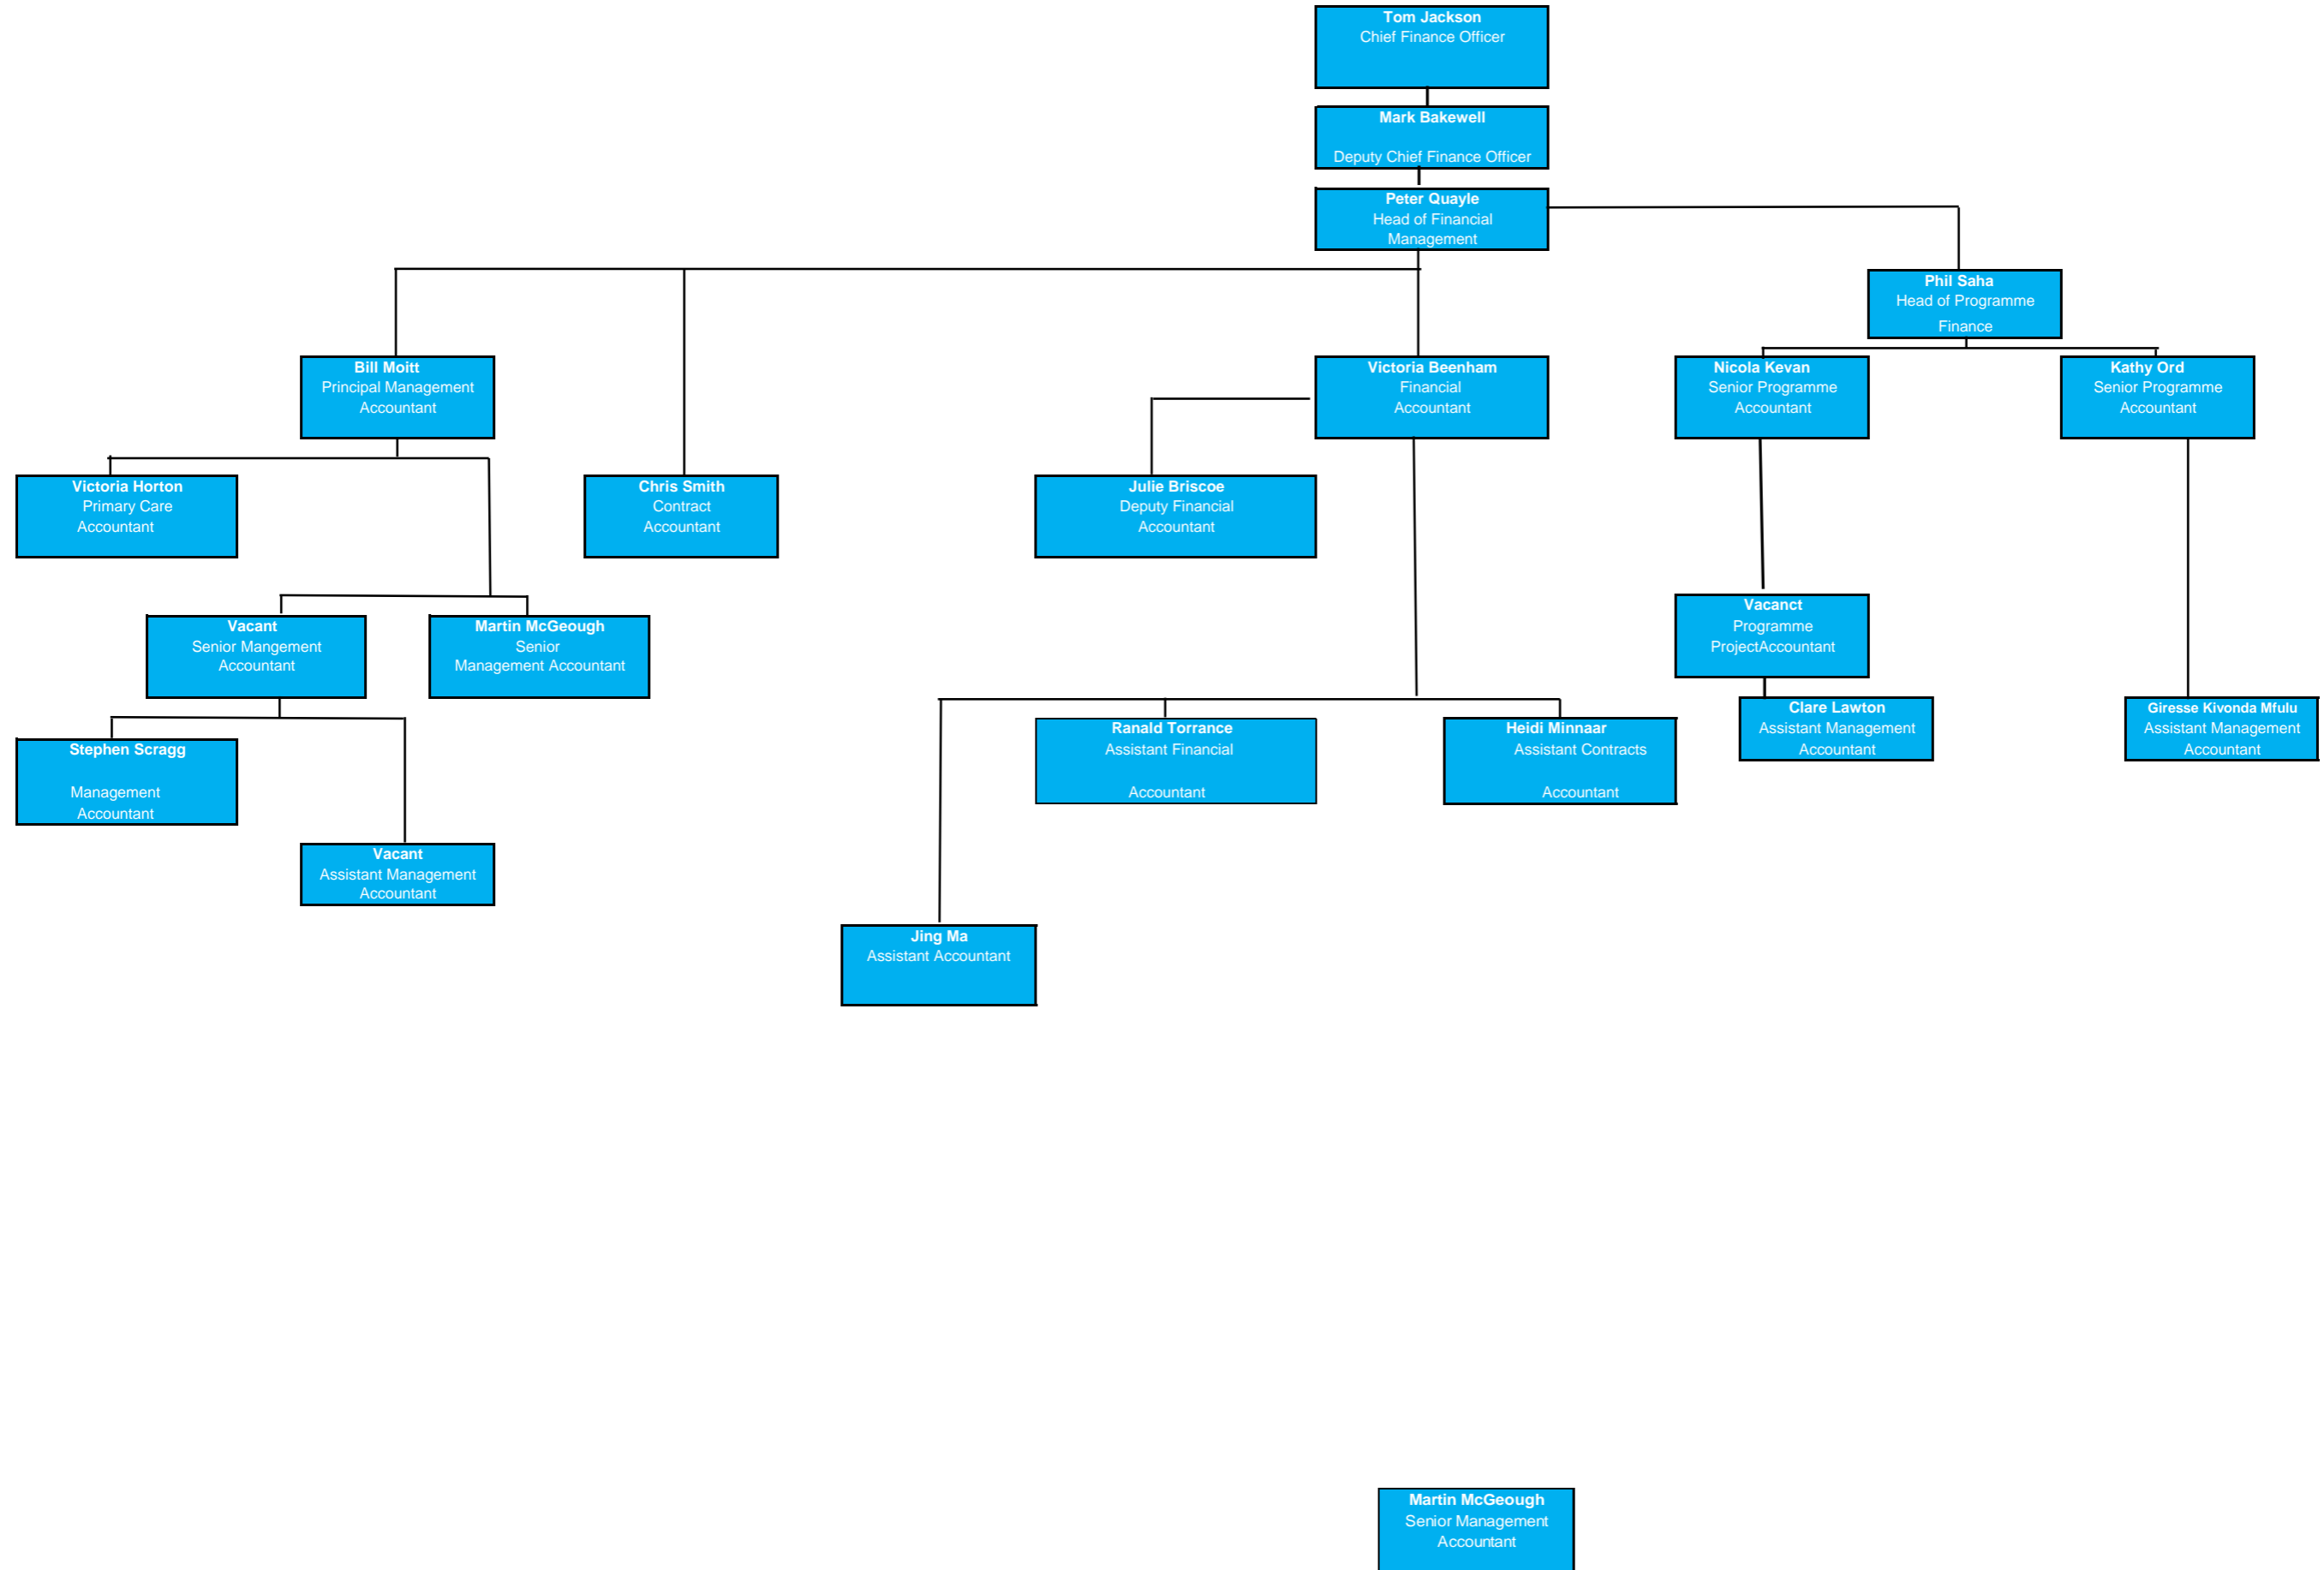 Tom Jackson
Chief Finance Officer
Mark Bakewell
Deputy Chief Finance Officer
Peter Quayle
Head of Financial
Management
Phil Saha
Head of Programme
Finance
Bill Moitt
Principal Management
Accountant
Victoria Beenham
Financial
Accountant
Nicola Kevan
Senior Programme
Accountant
Kathy Ord
Senior Programme
Accountant
Victoria Horton
Primary Care
Accountant
Chris Smith
Contract
Accountant
Julie Briscoe
Deputy Financial
Accountant
Vacant
Senior Mangement
Accountant
Martin McGeough
Senior
Management Accountant
Vacanct
Programme
ProjectAccountant
Stephen Scragg
Management
Accountant
Ranald Torrance
Assistant Financial
Accountant
Heidi Minnaar
Assistant Contracts
Accountant
Clare Lawton
Assistant Management
Accountant
Giresse Kivonda Mfulu
Assistant Management
Accountant
Vacant
Assistant Management
Accountant
Jing Ma
Assistant Accountant
Martin McGeough
Senior Management
Accountant